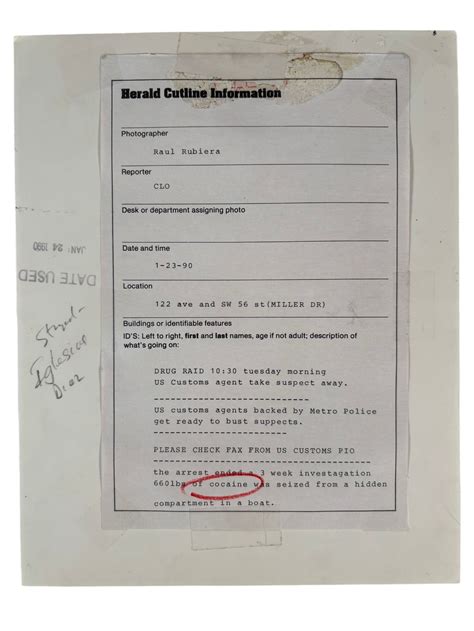 Herald Cutline Information
Photographer
Raul Rubiera
Reporter
CLO
Desk or department assigning photo
Date and time
1-23-90
Location
122 ave and SW 56 st(MILLER DR)
Buildings or identifiable features
ID'S: Left to right, first and last names, age if not adult; description of
what's going on:
DRUG RAID 10:30 tuesday morning
US Customs agent take suspect away.
US customs agents backed by Metro Police
get ready to bust suspects.
PLEASE CHECK FAX FROM US CUSTOMS PIO
the arrest ended a 3 week investagation
660lbs of cocaine was seized from a hidden
compartment in a boat.
DATE USED
JAN 24 1990
Iglesias
Diaz